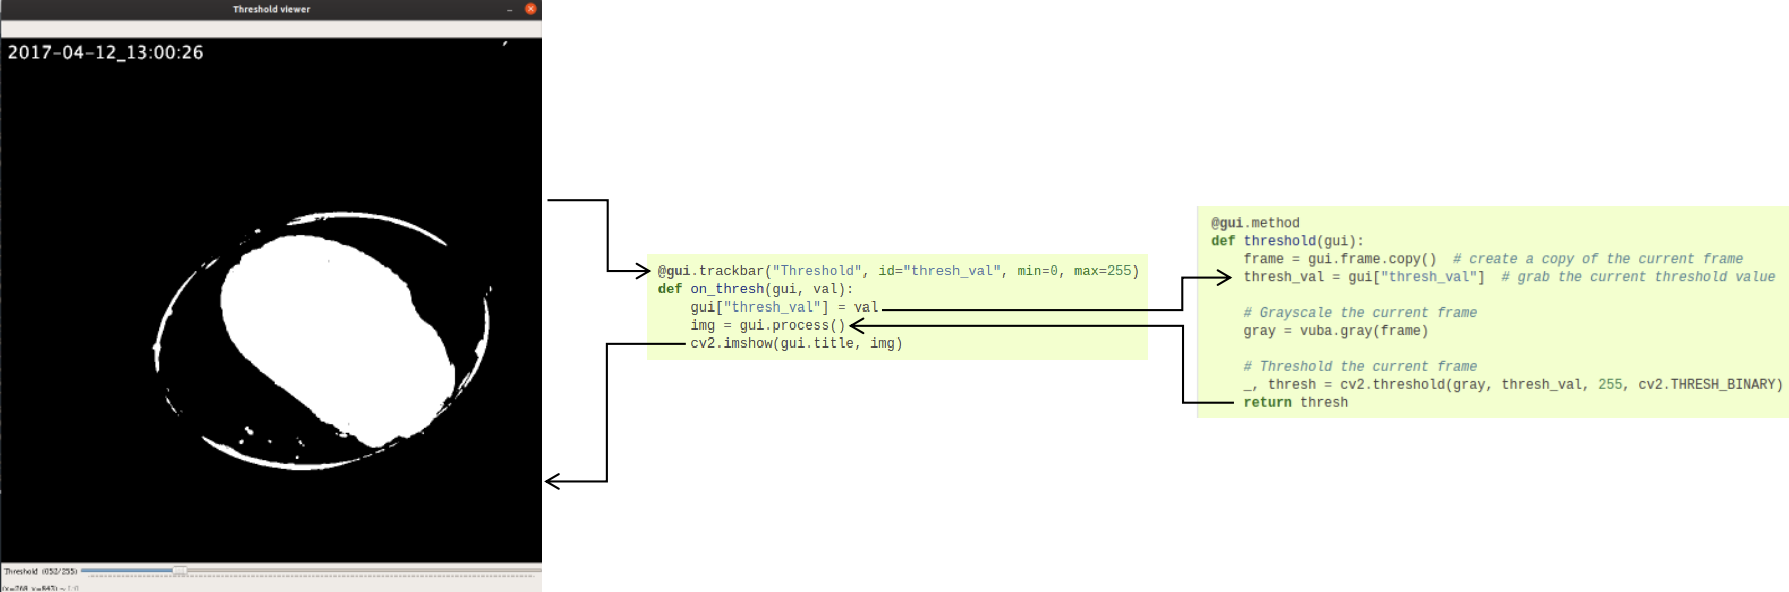 Threshold viewer
2017-04-12_13:00:26
Threshold (052/255)
@gui.trackbar("Threshold", id="thresh_val", min=0, max=255)
def on_thresh(gui, val):
    gui["thresh_val"] = val
    img = gui.process()
    cv2.imshow(gui.title, img)
@gui.method
def threshold(gui):
    frame = gui.frame.copy()  # create a copy of the current frame
    thresh_val = gui["thresh_val"]  # grab the current threshold value
    # Grayscale the current frame
    gray = vuba.gray(frame)
    # Threshold the current frame
    _, thresh = cv2.threshold(gray, thresh_val, 255, cv2.THRESH_BINARY)
    return thresh